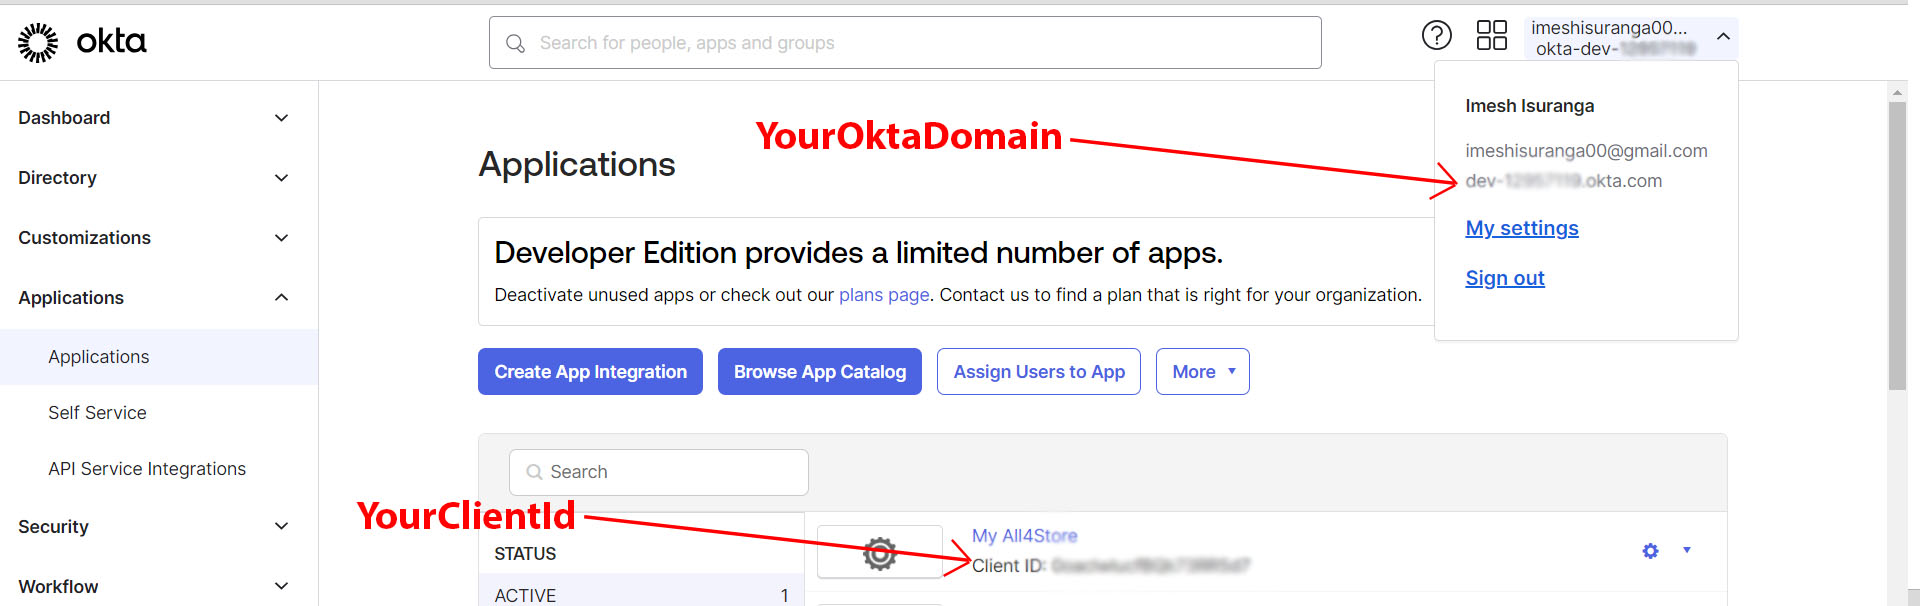 okta
Search for people, apps and groups
imeshisuranga00...
okta-dev-
Dashboard
Directory
Customizations
Applications
Applications
Self Service
API Service Integrations
Security
Workflow
Imesh Isuranga
imeshisuranga00@gmail.com
dev- .okta.com
My settings
Sign out
YourOktaDomain
Applications
Developer Edition provides a limited number of apps.
Deactivate unused apps or check out our plans page. Contact us to find a plan that is right for your organization.
Create App Integration
Browse App Catalog
Assign Users to App
More
Search
YourClientId
STATUS
ACTIVE 1
My All4Store
Client ID: